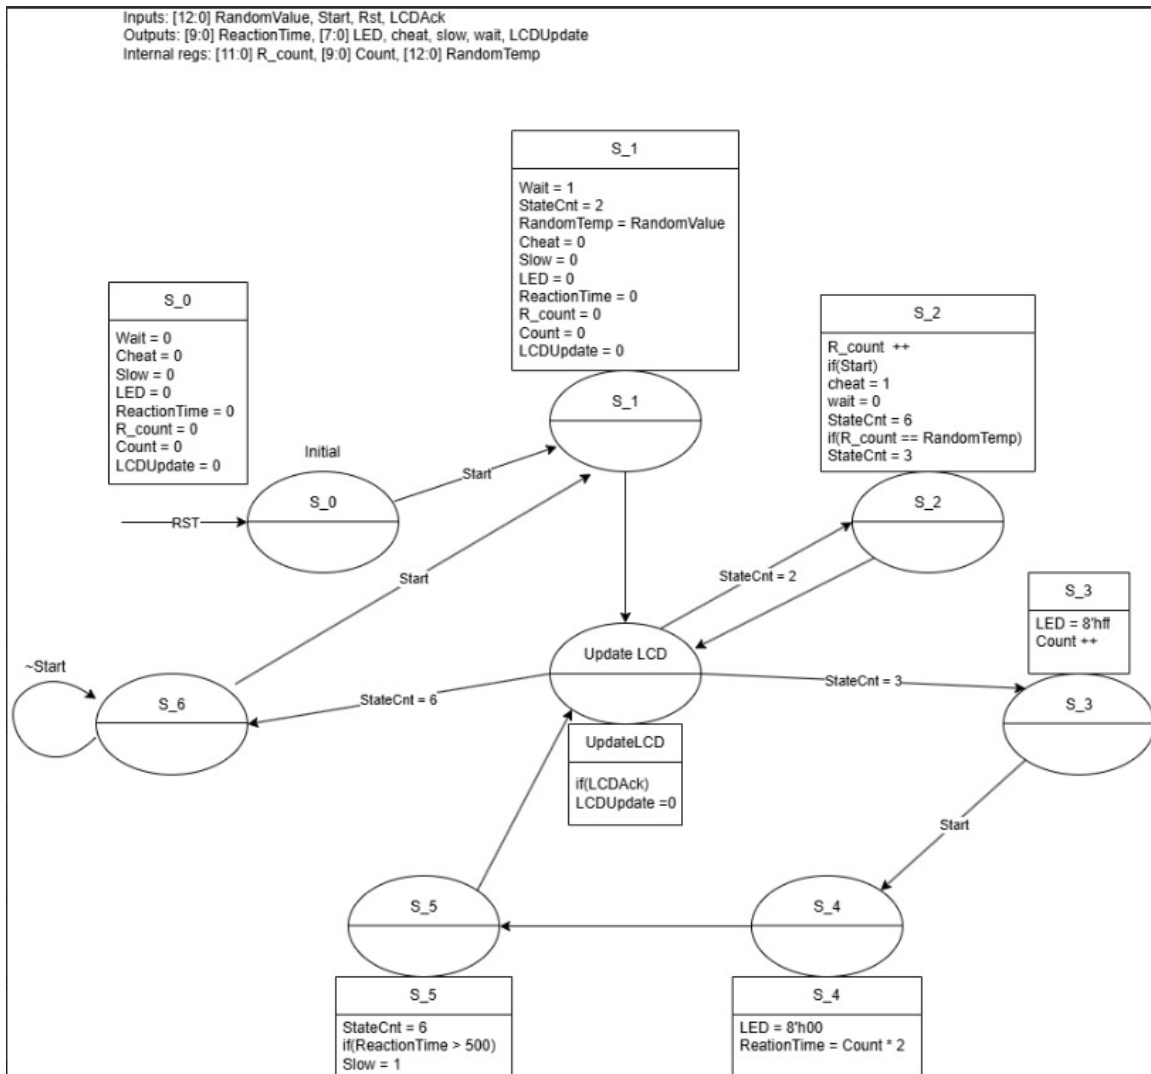 Inputs: [12:0] RandomValue, Start, Rst, LCDAck
Outputs: [9:0] ReactionTime, [7:0] LED, cheat, slow, wait, LCDUpdate
Internal regs: [11:0] R_count, [9:0] Count, [12:0] RandomTemp
S_1
Wait = 1
StateCnt = 2
RandomTemp = RandomValue
Cheat = 0
Slow = 0
LED = 0
ReactionTime = 0
R_count = 0
Count = 0
LCDUpdate = 0
S_1
S_0
Wait = 0
Cheat = 0
Slow = 0
LED = 0
ReactionTime = 0
R_count = 0
Count = 0
LCDUpdate = 0
Initial
S_0
RST
Start
Start
S_2
R_count ++
if(Start)
cheat = 1
wait = 0
StateCnt = 6
if(R_count == RandomTemp)
StateCnt = 3
S_2
StateCnt = 2
S_3
LED = 8'hff
Count ++
S_3
StateCnt = 3
Update LCD
UpdateLCD
if(LCDAck)
LCDUpdate =0
StateCnt = 6
~Start
S_6
Start
S_5
S_5
StateCnt = 6
if(ReactionTime > 500)
Slow = 1
S_4
S_4
LED = 8'h00
ReationTime = Count * 2